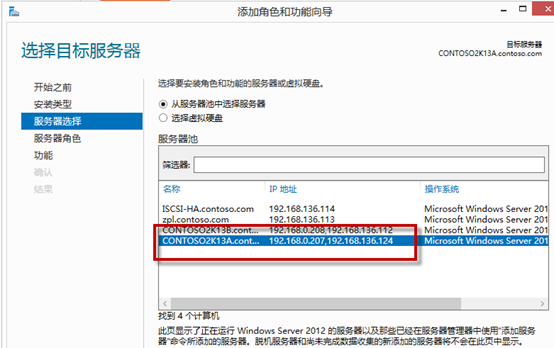 添加角色和功能向导
选择目标服务器
目标服务器
CONTOSO2K13A.contoso.com
开始之前
安装类型
服务器选择
服务器角色
功能
确认
结果
选择要安装角色和功能的服务器或虚拟硬盘。
从服务器池中选择服务器
选择虚拟硬盘
服务器池
筛选器:
名称 IP 地址 操作系统
ISCSI-HA.contoso.com 192.168.136.114 Microsoft Windows Server 201
zpl.contoso.com 192.168.136.113 Microsoft Windows Server 201
CONTOSO2K13B.cont... 192.168.0.208,192.168.136.112 Microsoft Windows Server 201
CONTOSO2K13A.cont... 192.168.0.207,192.168.136.124 Microsoft Windows Server 201
找到 4 个计算机
此页显示了正在运行 Windows Server 2012 的服务器以及那些已经在服务器管理器中使用"添加服务
器"命令所添加的服务器。脱机服务器和尚未完成数据收集的新添加的服务器将不会在此页中显示。